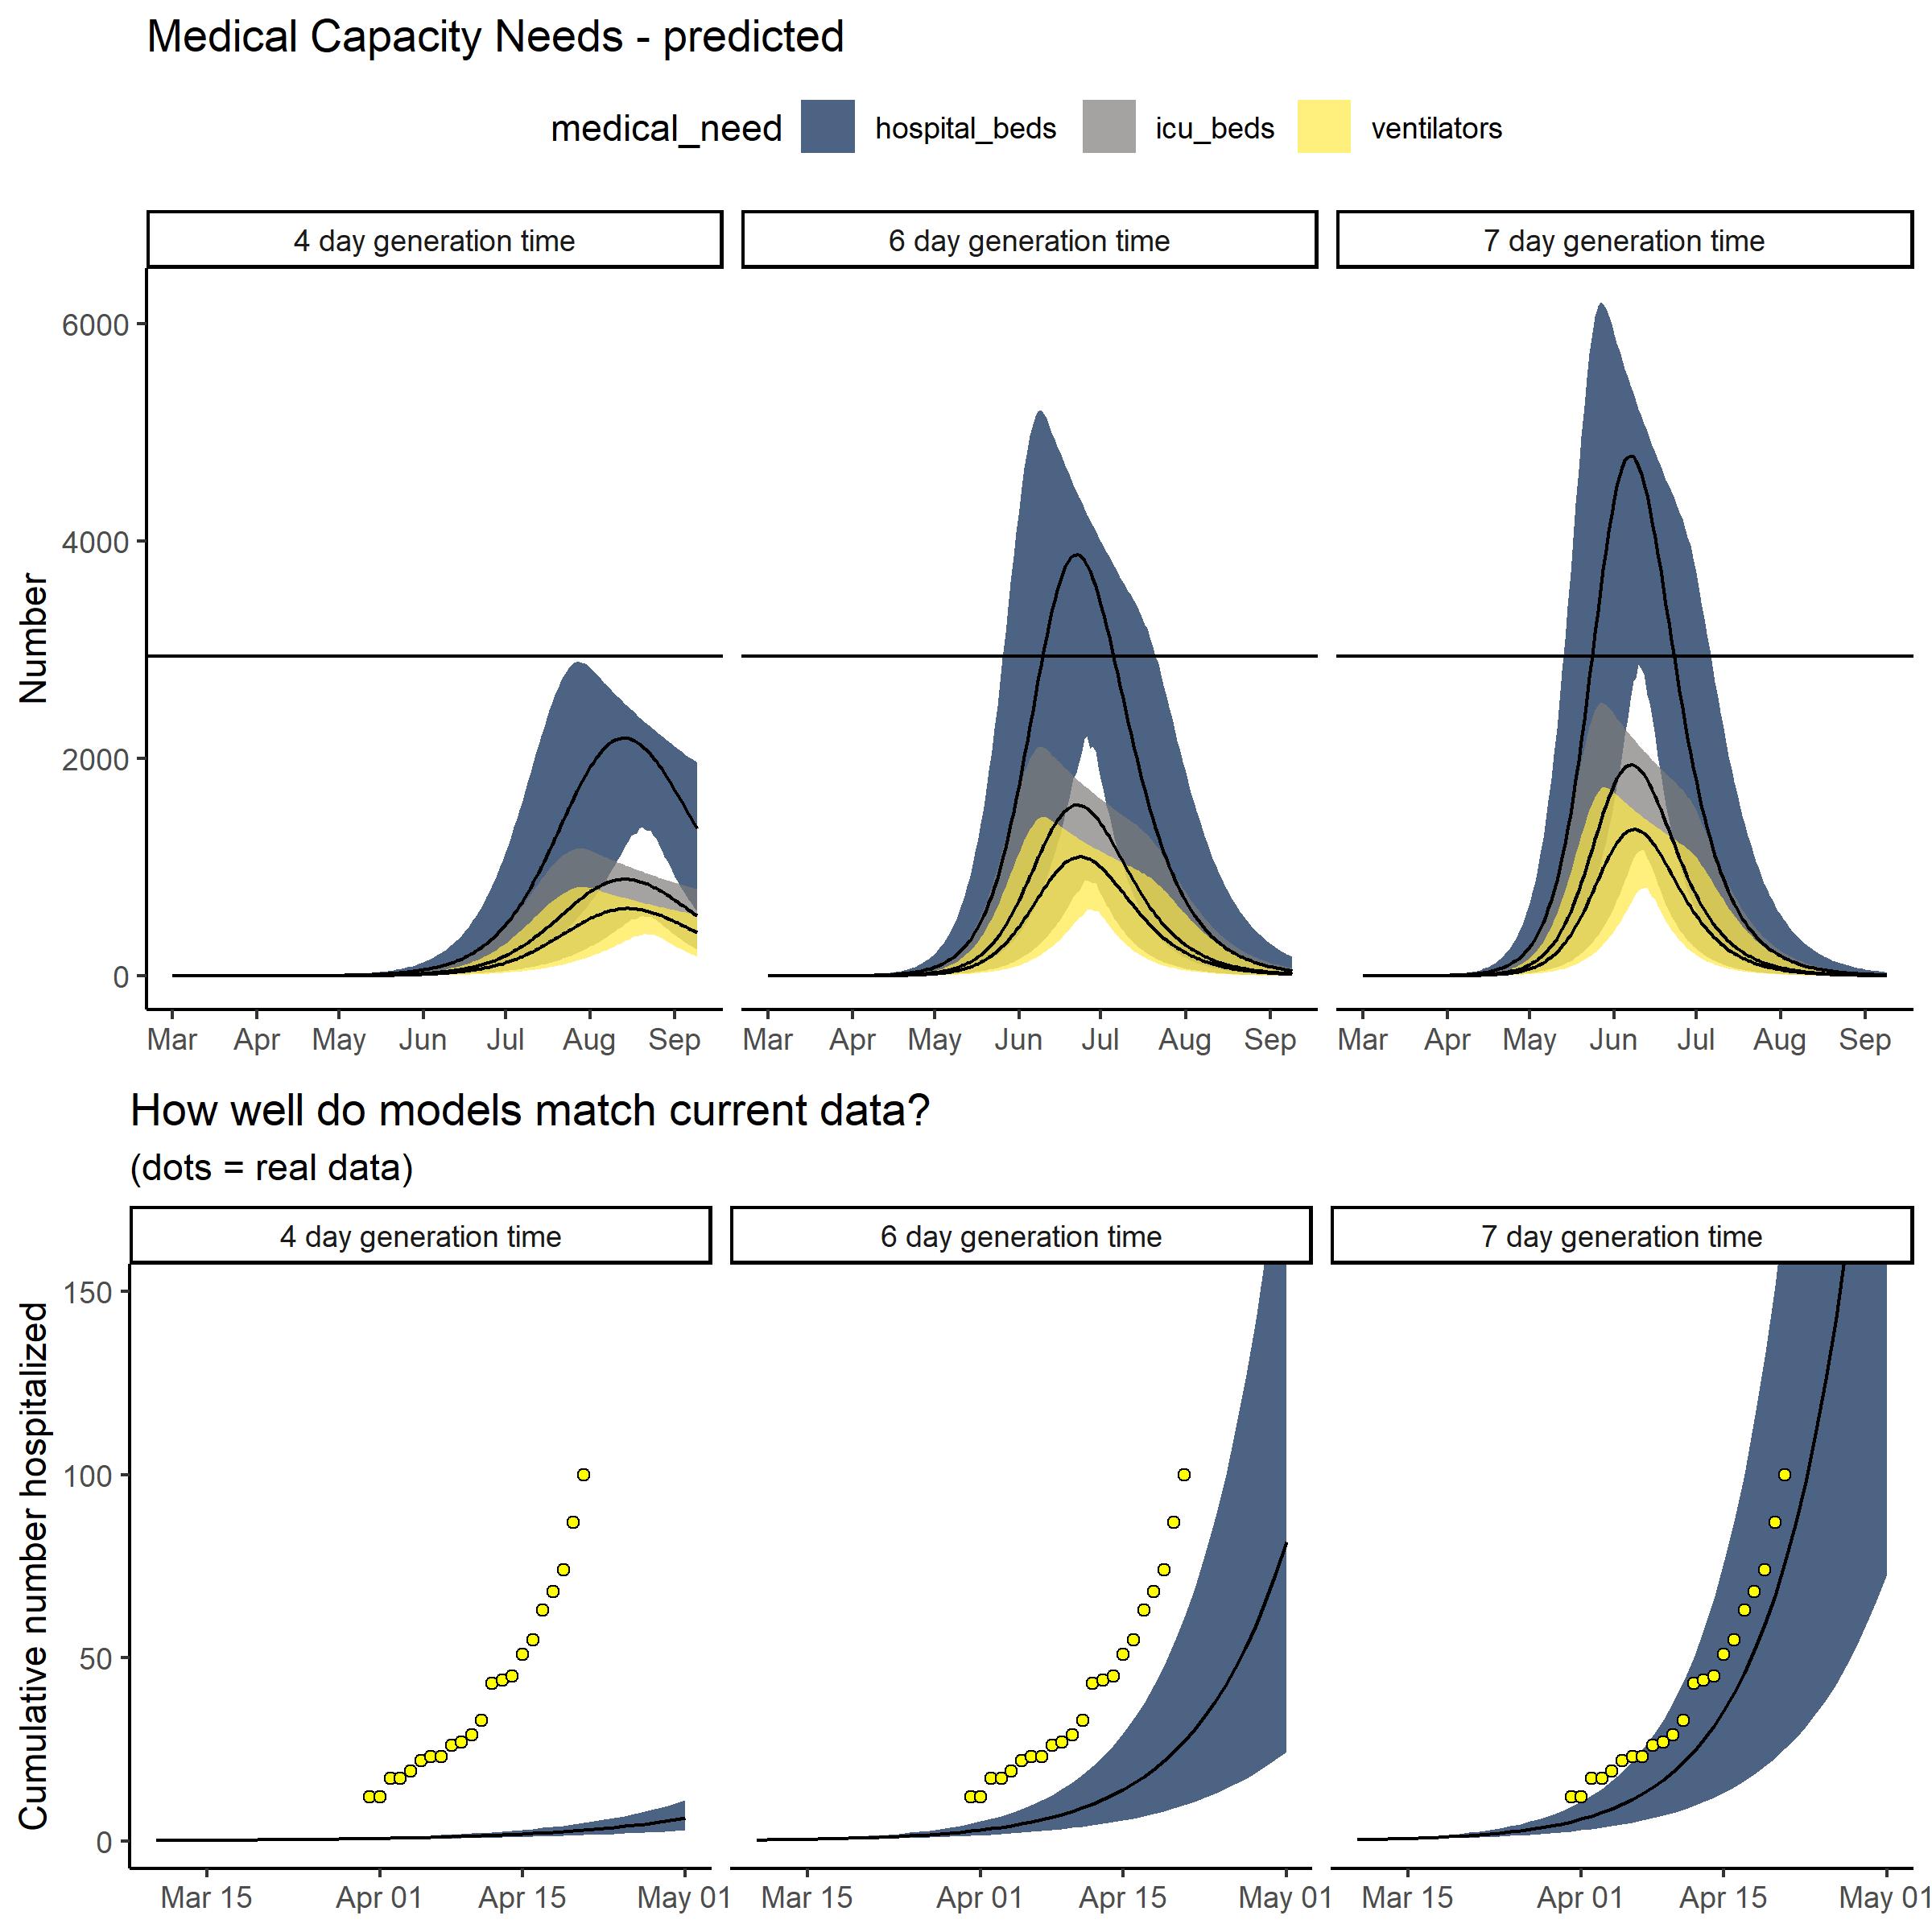 Medical Capacity Needs - predicted
medical_need hospital_beds icu_beds ventilators
4 day generation time 6 day generation time 7 day generation time
6000
4000
2000
0
Number
Mar Apr May Jun Jul Aug Sep Mar Apr May Jun Jul Aug Sep Mar Apr May Jun Jul Aug Sep
How well do models match current data?
(dots = real data)
4 day generation time 6 day generation time 7 day generation time
150
100
50
0
Cumulative number hospitalized
Mar 15 Apr 01 Apr 15 May 01 Mar 15 Apr 01 Apr 15 May 01 Mar 15 Apr 01 Apr 15 May 01